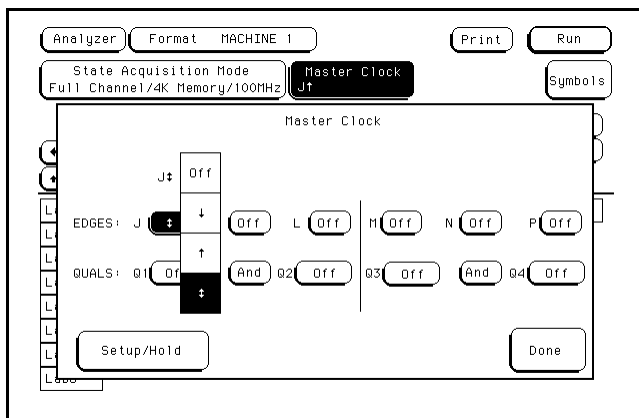 Analyzer Format MACHINE 1 Print Run
State Acquisition Mode
Full Channel/4K Memory/100MHz
Master Clock
J↑
Symbols
Master Clock
J↕
Off
↓
↑
↕
EDGES: J ↕ Off L Off M Off N Off P Off
QUALS: Q1 Of And Q2 Off Q3 Off And Q4 Off
Setup/Hold Done